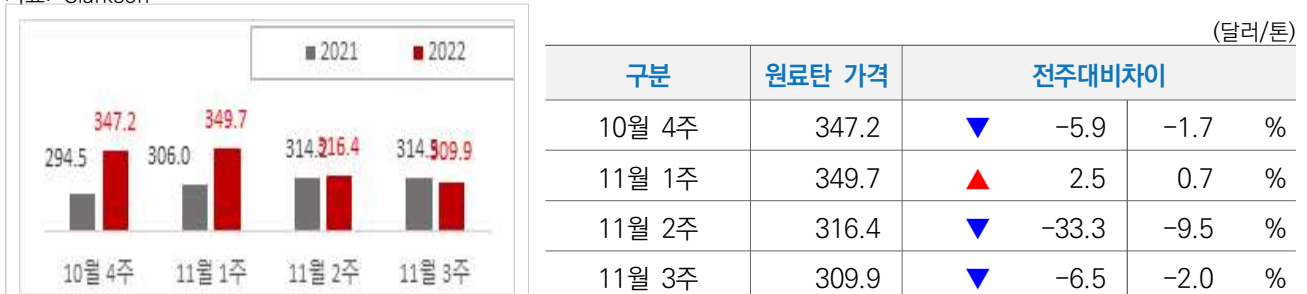 (달러/톤)
■ 2021 ■ 2022
347.2 349.7
294.5 306.0 314.2 316.4 314.5 309.9
10월 4주 11월 1주 11월 2주 11월 3주
구분 원료탄 가격 전주대비차이
10월 4주 347.2 ▼ -5.9 -1.7 %
11월 1주 349.7 ▲ 2.5 0.7 %
11월 2주 316.4 ▼ -33.3 -9.5 %
11월 3주 309.9 ▼ -6.5 -2.0 %